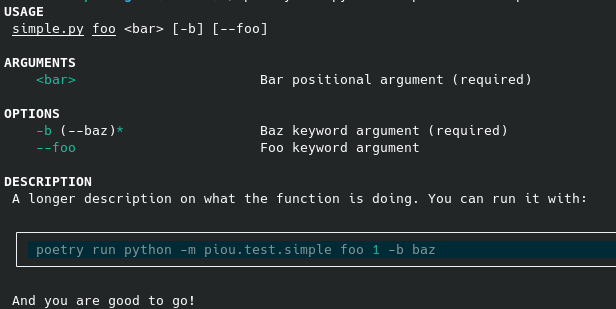 USAGE
simple.py foo <bar> [-b] [--foo]
ARGUMENTS
<bar> Bar positional argument (required)
OPTIONS
-b (--baz)* Baz keyword argument (required)
--foo Foo keyword argument
DESCRIPTION
A longer description on what the function is doing. You can run it with:
poetry run python -m piou.test.simple foo 1 -b baz
And you are good to go!